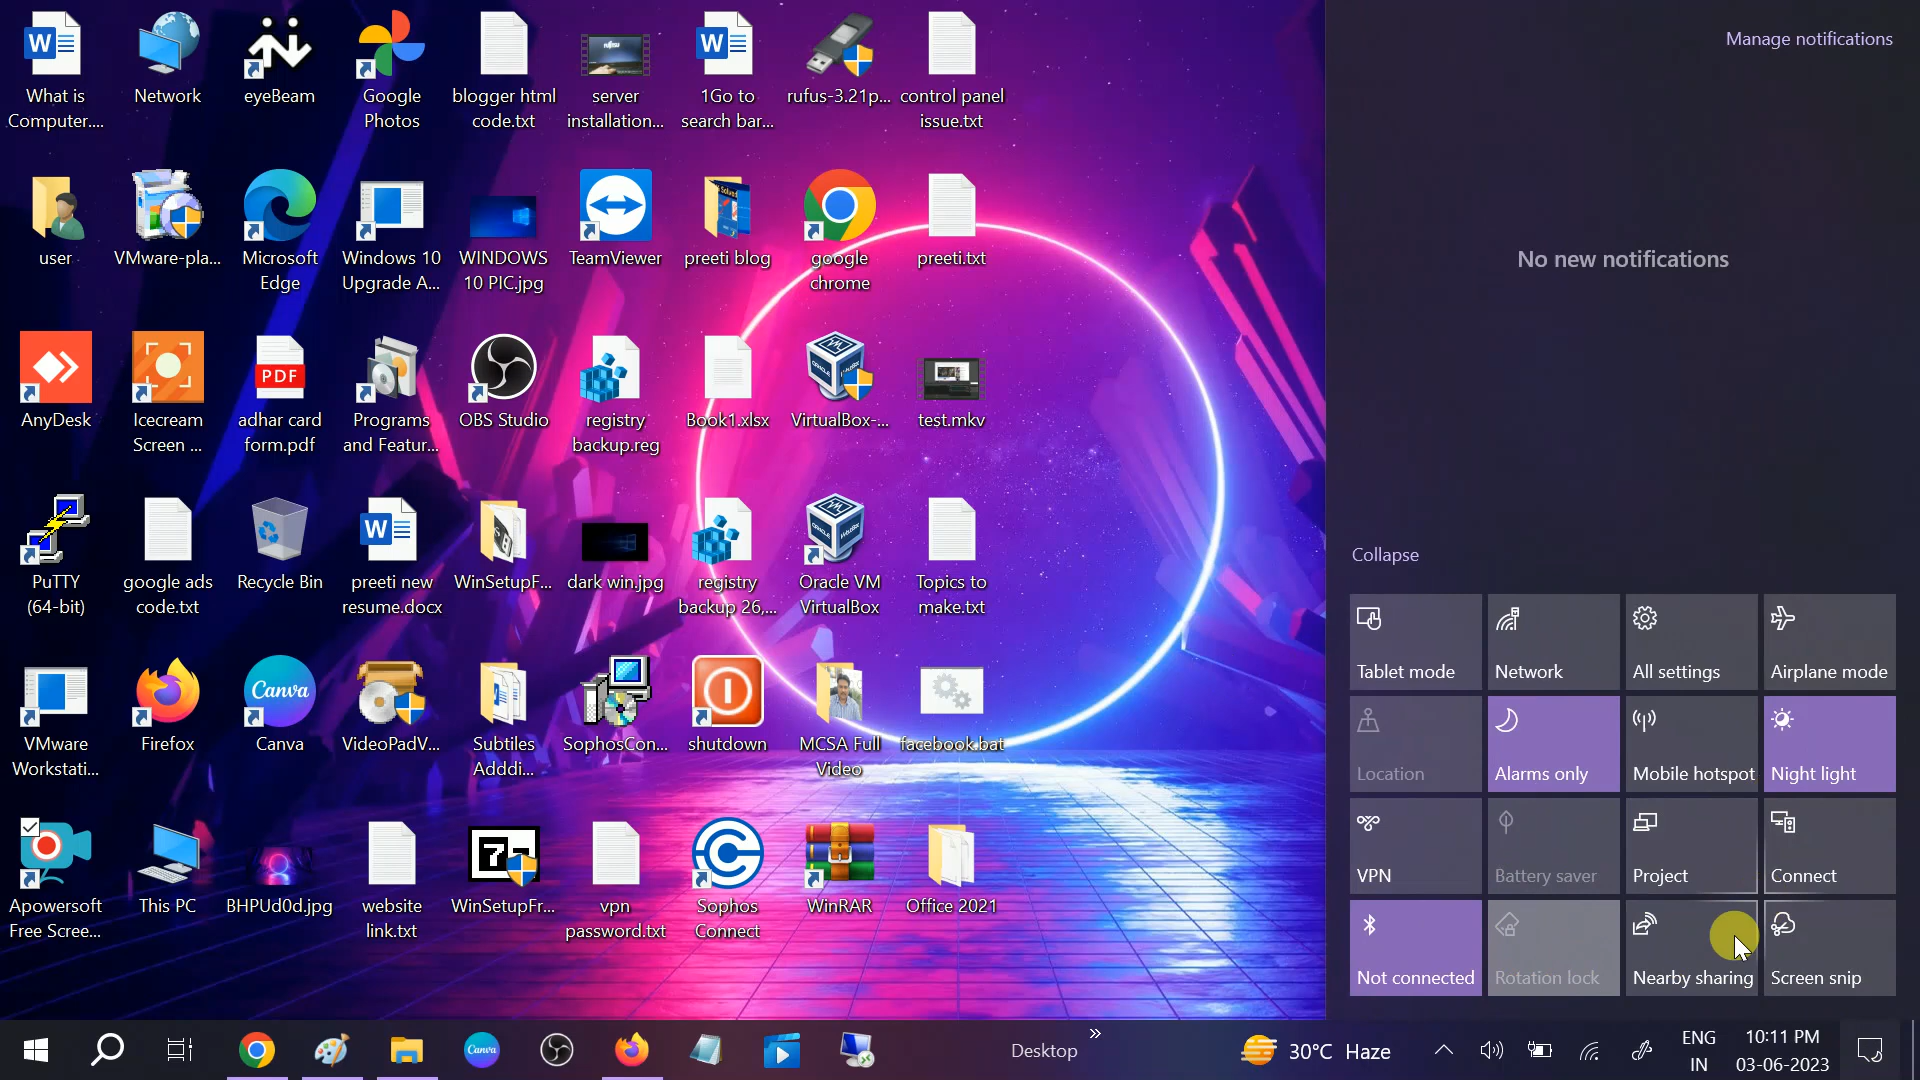 What is
Computer....
Network
eyeBeam
Google
Photos
blogger html
code.txt
server
installation...
1Go to
search bar...
rufus-3.21p...
control panel
issue.txt
user
VMware-pla...
Microsoft
Edge
Windows 10
Upgrade A...
WINDOWS
10 PIC.jpg
TeamViewer
preeti blog
google
chrome
preeti.txt
AnyDesk
Icecream
Screen ...
PDF
adhar card
form.pdf
Programs
and Featur...
OBS Studio
registry
backup.reg
Book1.xlsx
VirtualBox-...
test.mkv
PuTTY
(64-bit)
google ads
code.txt
Recycle Bin
preeti new
resume.docx
WinSetupF...
dark win.jpg
registry
backup 26,...
Oracle VM
VirtualBox
Topics to
make.txt
VMware
Workstati...
Firefox
Canva
Canva
VideoPadV...
Subtiles
Adddi...
SophosCon...
shutdown
MCSA Full
Video
facebook.bat
Apowersoft
Free Scree...
This PC
BHPUd0d.jpg
website
link.txt
WinSetupFr...
vpn
password.txt
Sophos
Connect
WinRAR
Office 2021
Manage notifications
No new notifications
Collapse
Tablet mode
Network
All settings
Airplane mode
Location
Alarms only
Mobile hotspot
Night light
VPN
Battery saver
Project
Connect
Not connected
Rotation lock
Nearby sharing
Screen snip
Canva
Desktop
30°C Haze
ENG
IN
10:11 PM
03-06-2023